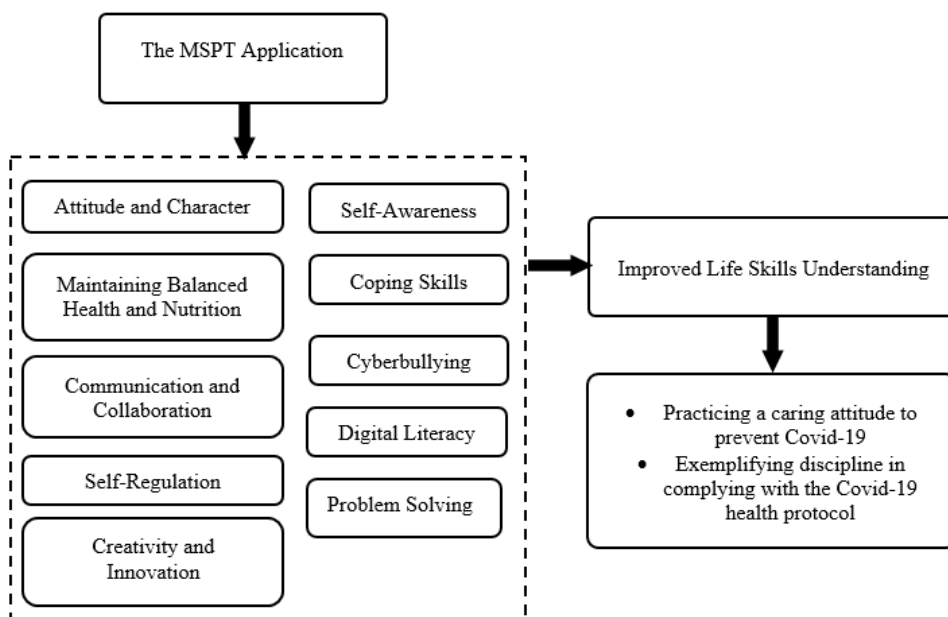 The MSPT Application
Attitude and Character
Maintaining Balanced
Health and Nutrition
Communication and
Collaboration
Self-Regulation
Creativity and
Innovation
Self-Awareness
Coping Skills
Cyberbullying
Digital Literacy
Problem Solving
Improved Life Skills Understanding
• Practicing a caring attitude to
prevent Covid-19
• Exemplifying discipline in
complying with the Covid-19
health protocol